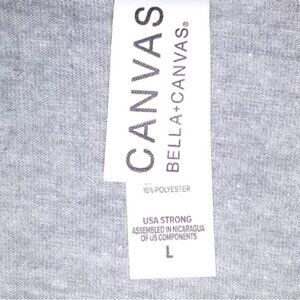 CANVAS
BELLA+CANVAS®
10% POLYESTER
USA STRONG
ASSEMBLED IN NICARAGUA
OF US COMPONENTS
L